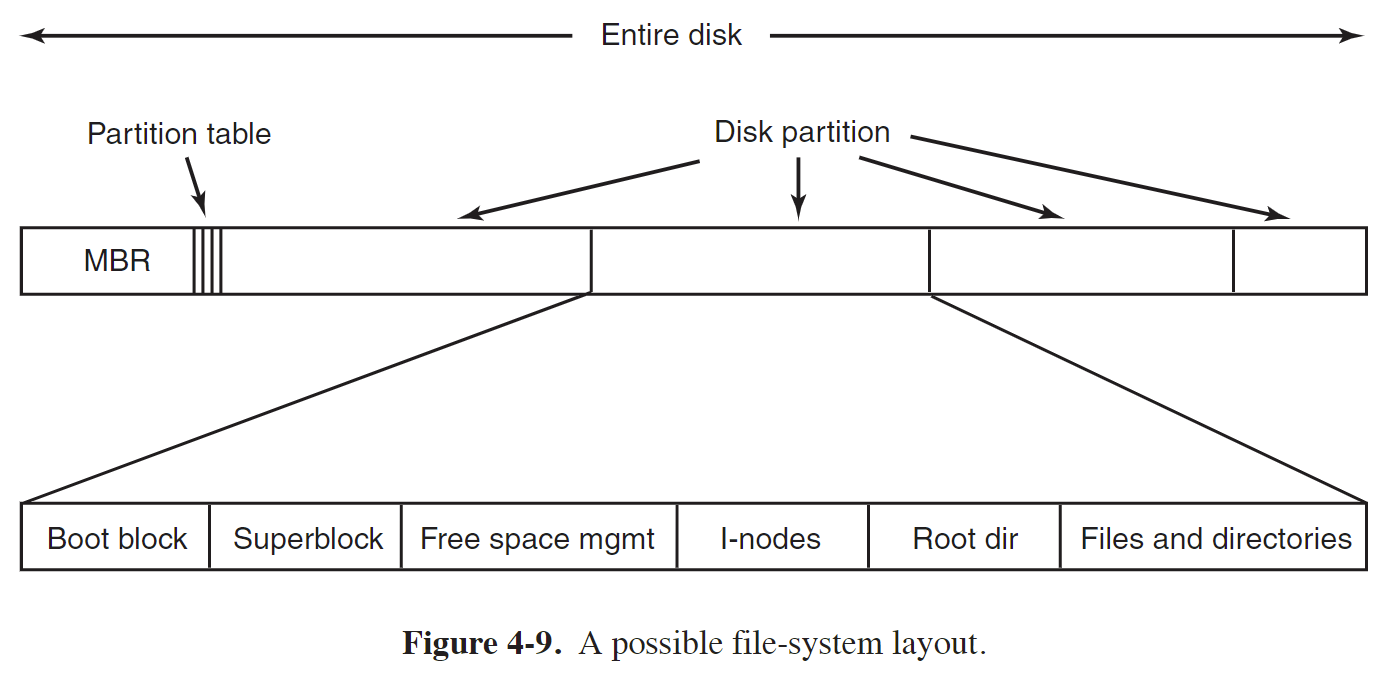 Entire disk
Partition table
Disk partition
MBR
Boot block
Superblock
Free space mgmt
I-nodes
Root dir
Files and directories
Figure 4-9. A possible file-system layout.